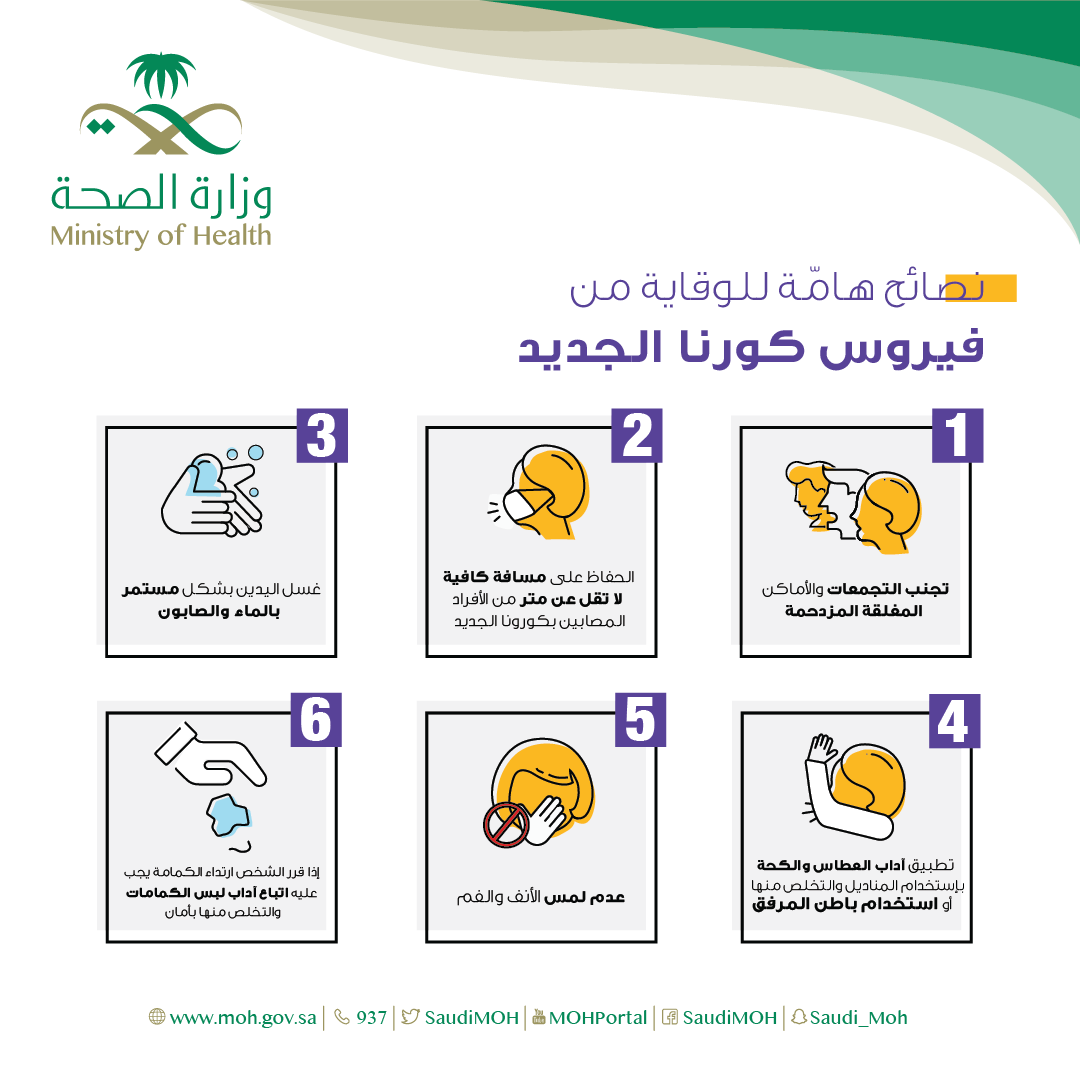 وزارة الصحة
Ministry of Health
نصائح هامّة للوقاية من
فيروس كورنا الجديد
1
تجنب التجمعات والأماكن
المغلقة المزدحمة
2
الحفاظ على مسافة كافية
لا تقل عن متر من الأفراد
المصابين بكورونا الجديد
3
غسل اليدين بشكل مستمر
بالماء والصابون
4
تطبيق آداب العطاس والكحة
بإستخدام المناديل والتخلص منها
أو استخدام باطن المرفق
5
عدم لمس الأنف والفم
6
إذا قرر الشخص ارتداء الكمامة يجب
عليه اتباع آداب لبس الكمامات
والتخلص منها بأمان
www.moh.gov.sa | 937 | SaudiMOH | MOHPortal | SaudiMOH | Saudi_Moh